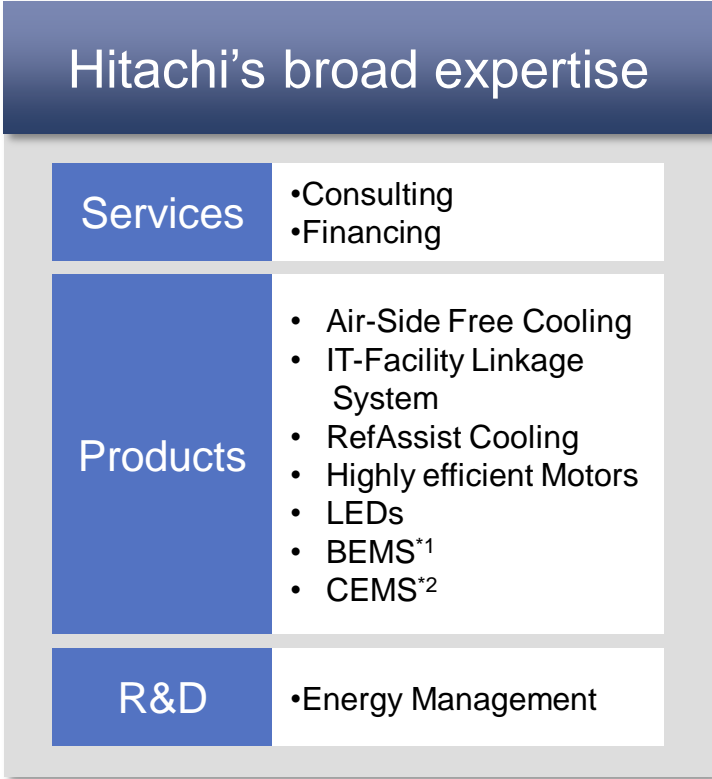 Hitachi’s broad expertise
Services
•Consulting
•Financing
Products
• Air-Side Free Cooling
• IT-Facility Linkage
System
• RefAssist Cooling
• Highly efficient Motors
• LEDs
• BEMS*1
• CEMS*2
R&D
•Energy Management